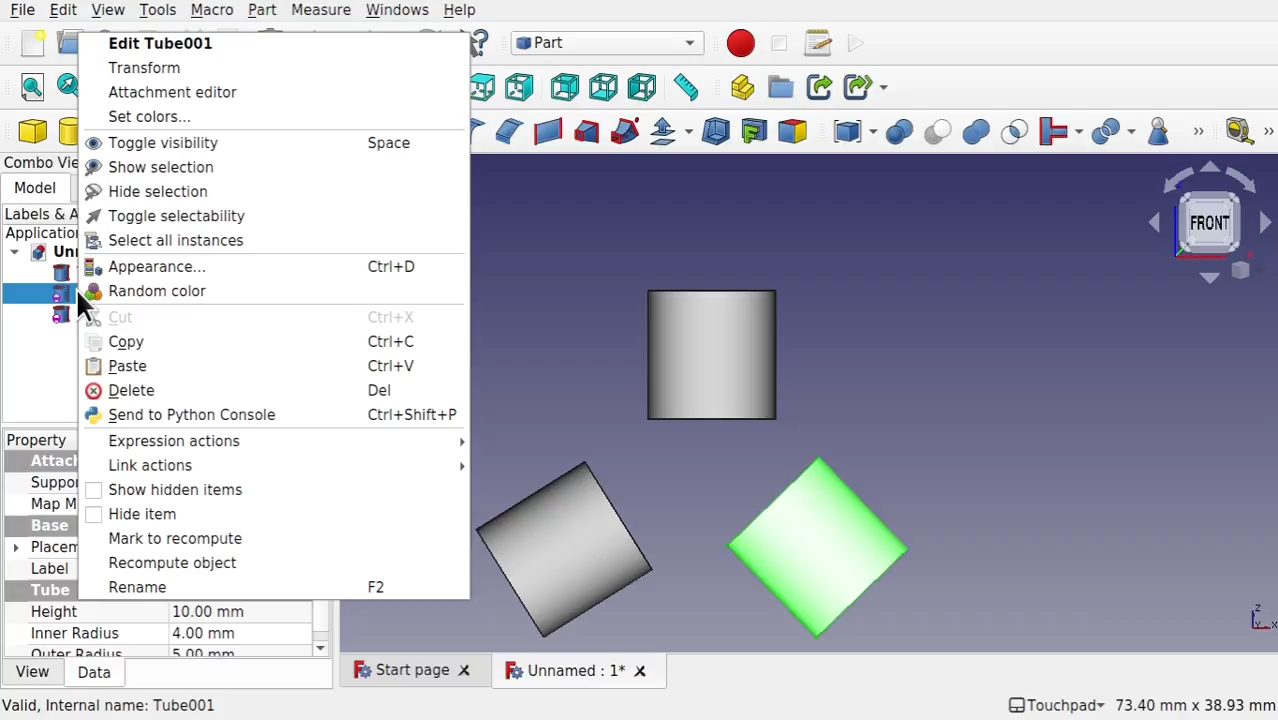 File Edit View Tools Macro Part Measure Windows Help
Part
Edit Tube001
Transform
Attachment editor
Set colors...
Toggle visibility Space
Show selection
Hide selection
Toggle selectability
Select all instances
Appearance... Ctrl+D
Random color
Cut Ctrl+X
Copy Ctrl+C
Paste Ctrl+V
Delete Del
Send to Python Console Ctrl+Shift+P
Expression actions
Link actions
Show hidden items
Hide item
Mark to recompute
Recompute object
Rename F2
Combo Vie
Model
Labels & A
Application
Unn
Property
Attach
Suppo
Map M
Base
Placem
Label
Tube
Height 10.00 mm
Inner Radius 4.00 mm
Outer Radius 5.00 mm
View Data
FRONT
z
x
Start page
Unnamed : 1*
Valid, Internal name: Tube001
Touchpad
73.40 mm x 38.93 mm